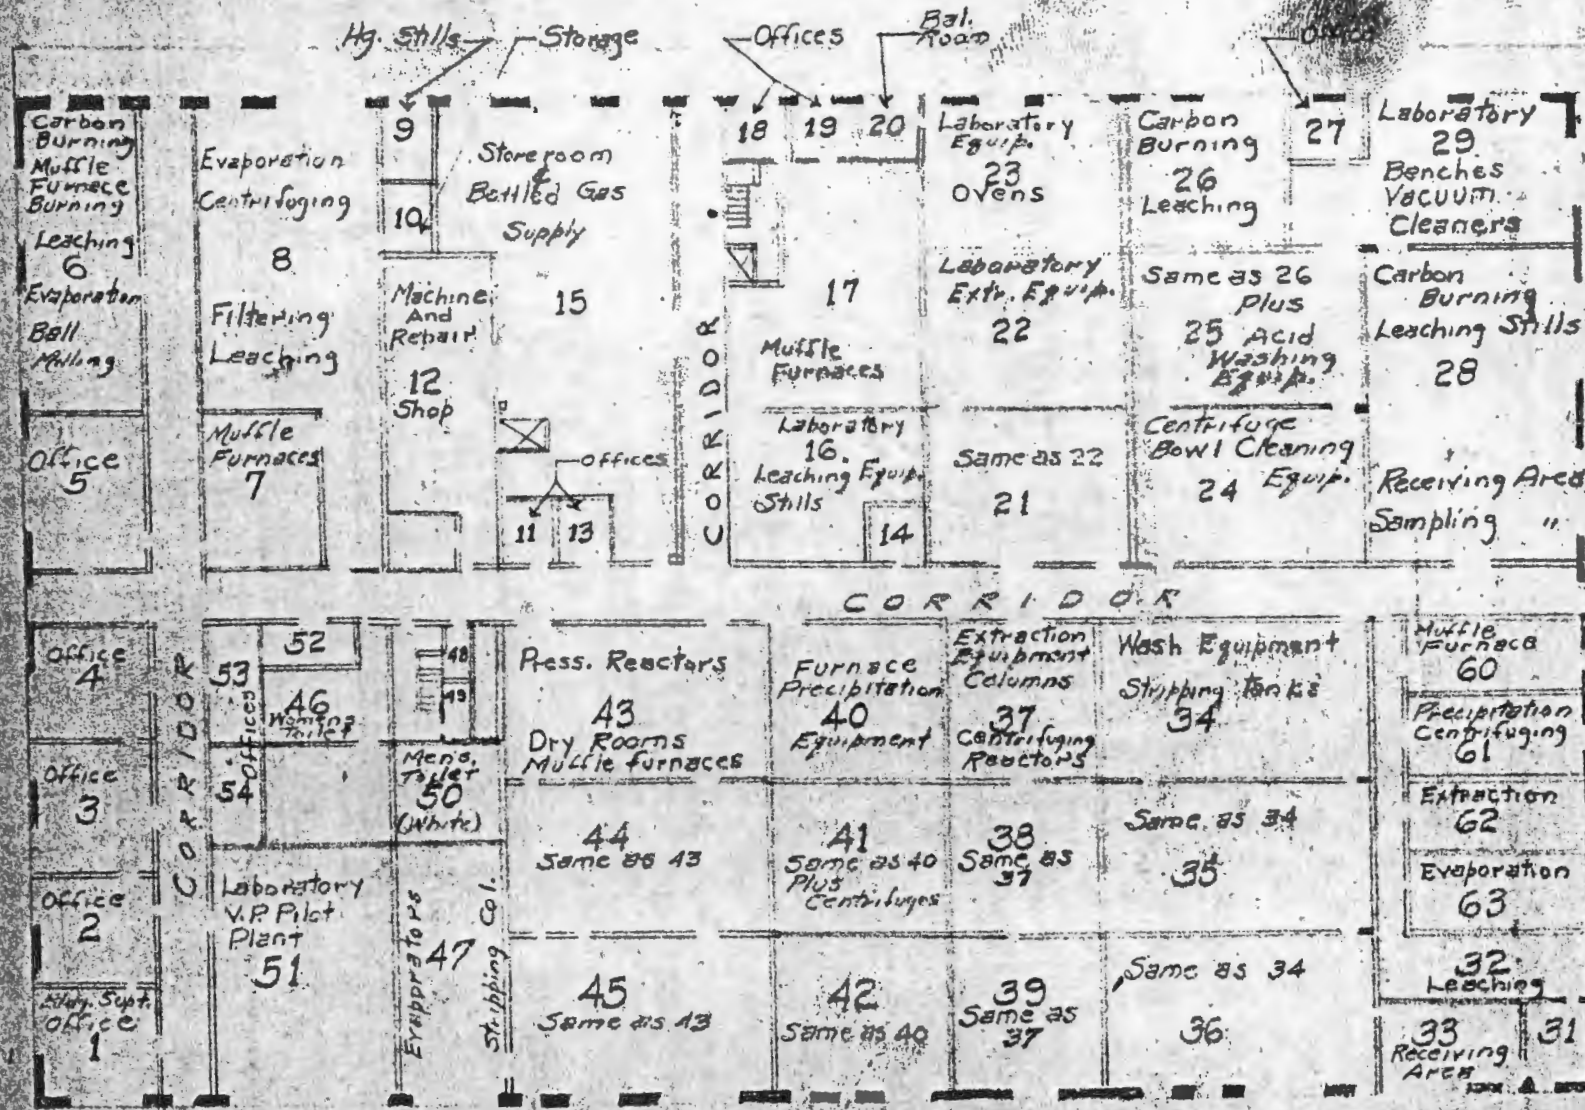 Hg. Stills
Storage
Offices
Bal.
Room
Office
Carbon
Burning
Muffle
Furnace
Burning
Leaching
6
Evaporation
Ball
Milling
Office
5
Evaporation
Centrifuging
8
Filtering
Leaching
Muffle
Furnaces
7
9
10
Machine
And
Repair
12
Shop
Storeroom
&
Bottled Gas
Supply
15
Offices
11
13
CORRIDOR
18
19
20
17
Muffle
Furnaces
Laboratory
16
Leaching Equip.
Stills
14
Laboratory
Equip.
23
Ovens
Laboratory
Extr. Equip.
22
Same as 22
21
Carbon
Burning
26
Leaching
27
Same as 26
Plus
25 Acid
Washing
Equip.
Centrifuge
Bowl Cleaning
24 Equip.
Laboratory
29
Benches
Vacuum
Cleaners
Carbon
Burning
Leaching Stills
28
Receiving Area
Sampling "
CORRIDOR
Office
4
Office
3
Office
2
Bldg. Supt.
Office
1
CORRIDOR
52
53
54
Offices
46
Womens
Toilet
48
49
Mens
Toilet
50
(White)
Laboratory
V.P. Pilot
Plant
51
Evaporators
47
Stripping Col.
Press. Reactors
43
Dry Rooms
Muffle furnaces
44
Same as 43
45
Same as 43
Furnace
Precipitation
40
Equipment
41
Same as 40
Plus
Centrifuges
42
Same as 40
Extraction
Equipment
Columns
37
Centrifuging
Reactors
38
Same as
37
39
Same as
37
Wash Equipment
Stripping Tanks
34
Same as 34
35
Same as 34
36
Muffle
Furnace
60
Precipitation
Centrifuging
61
Extraction
62
Evaporation
63
32
Leaching
33
Receiving
Area
31